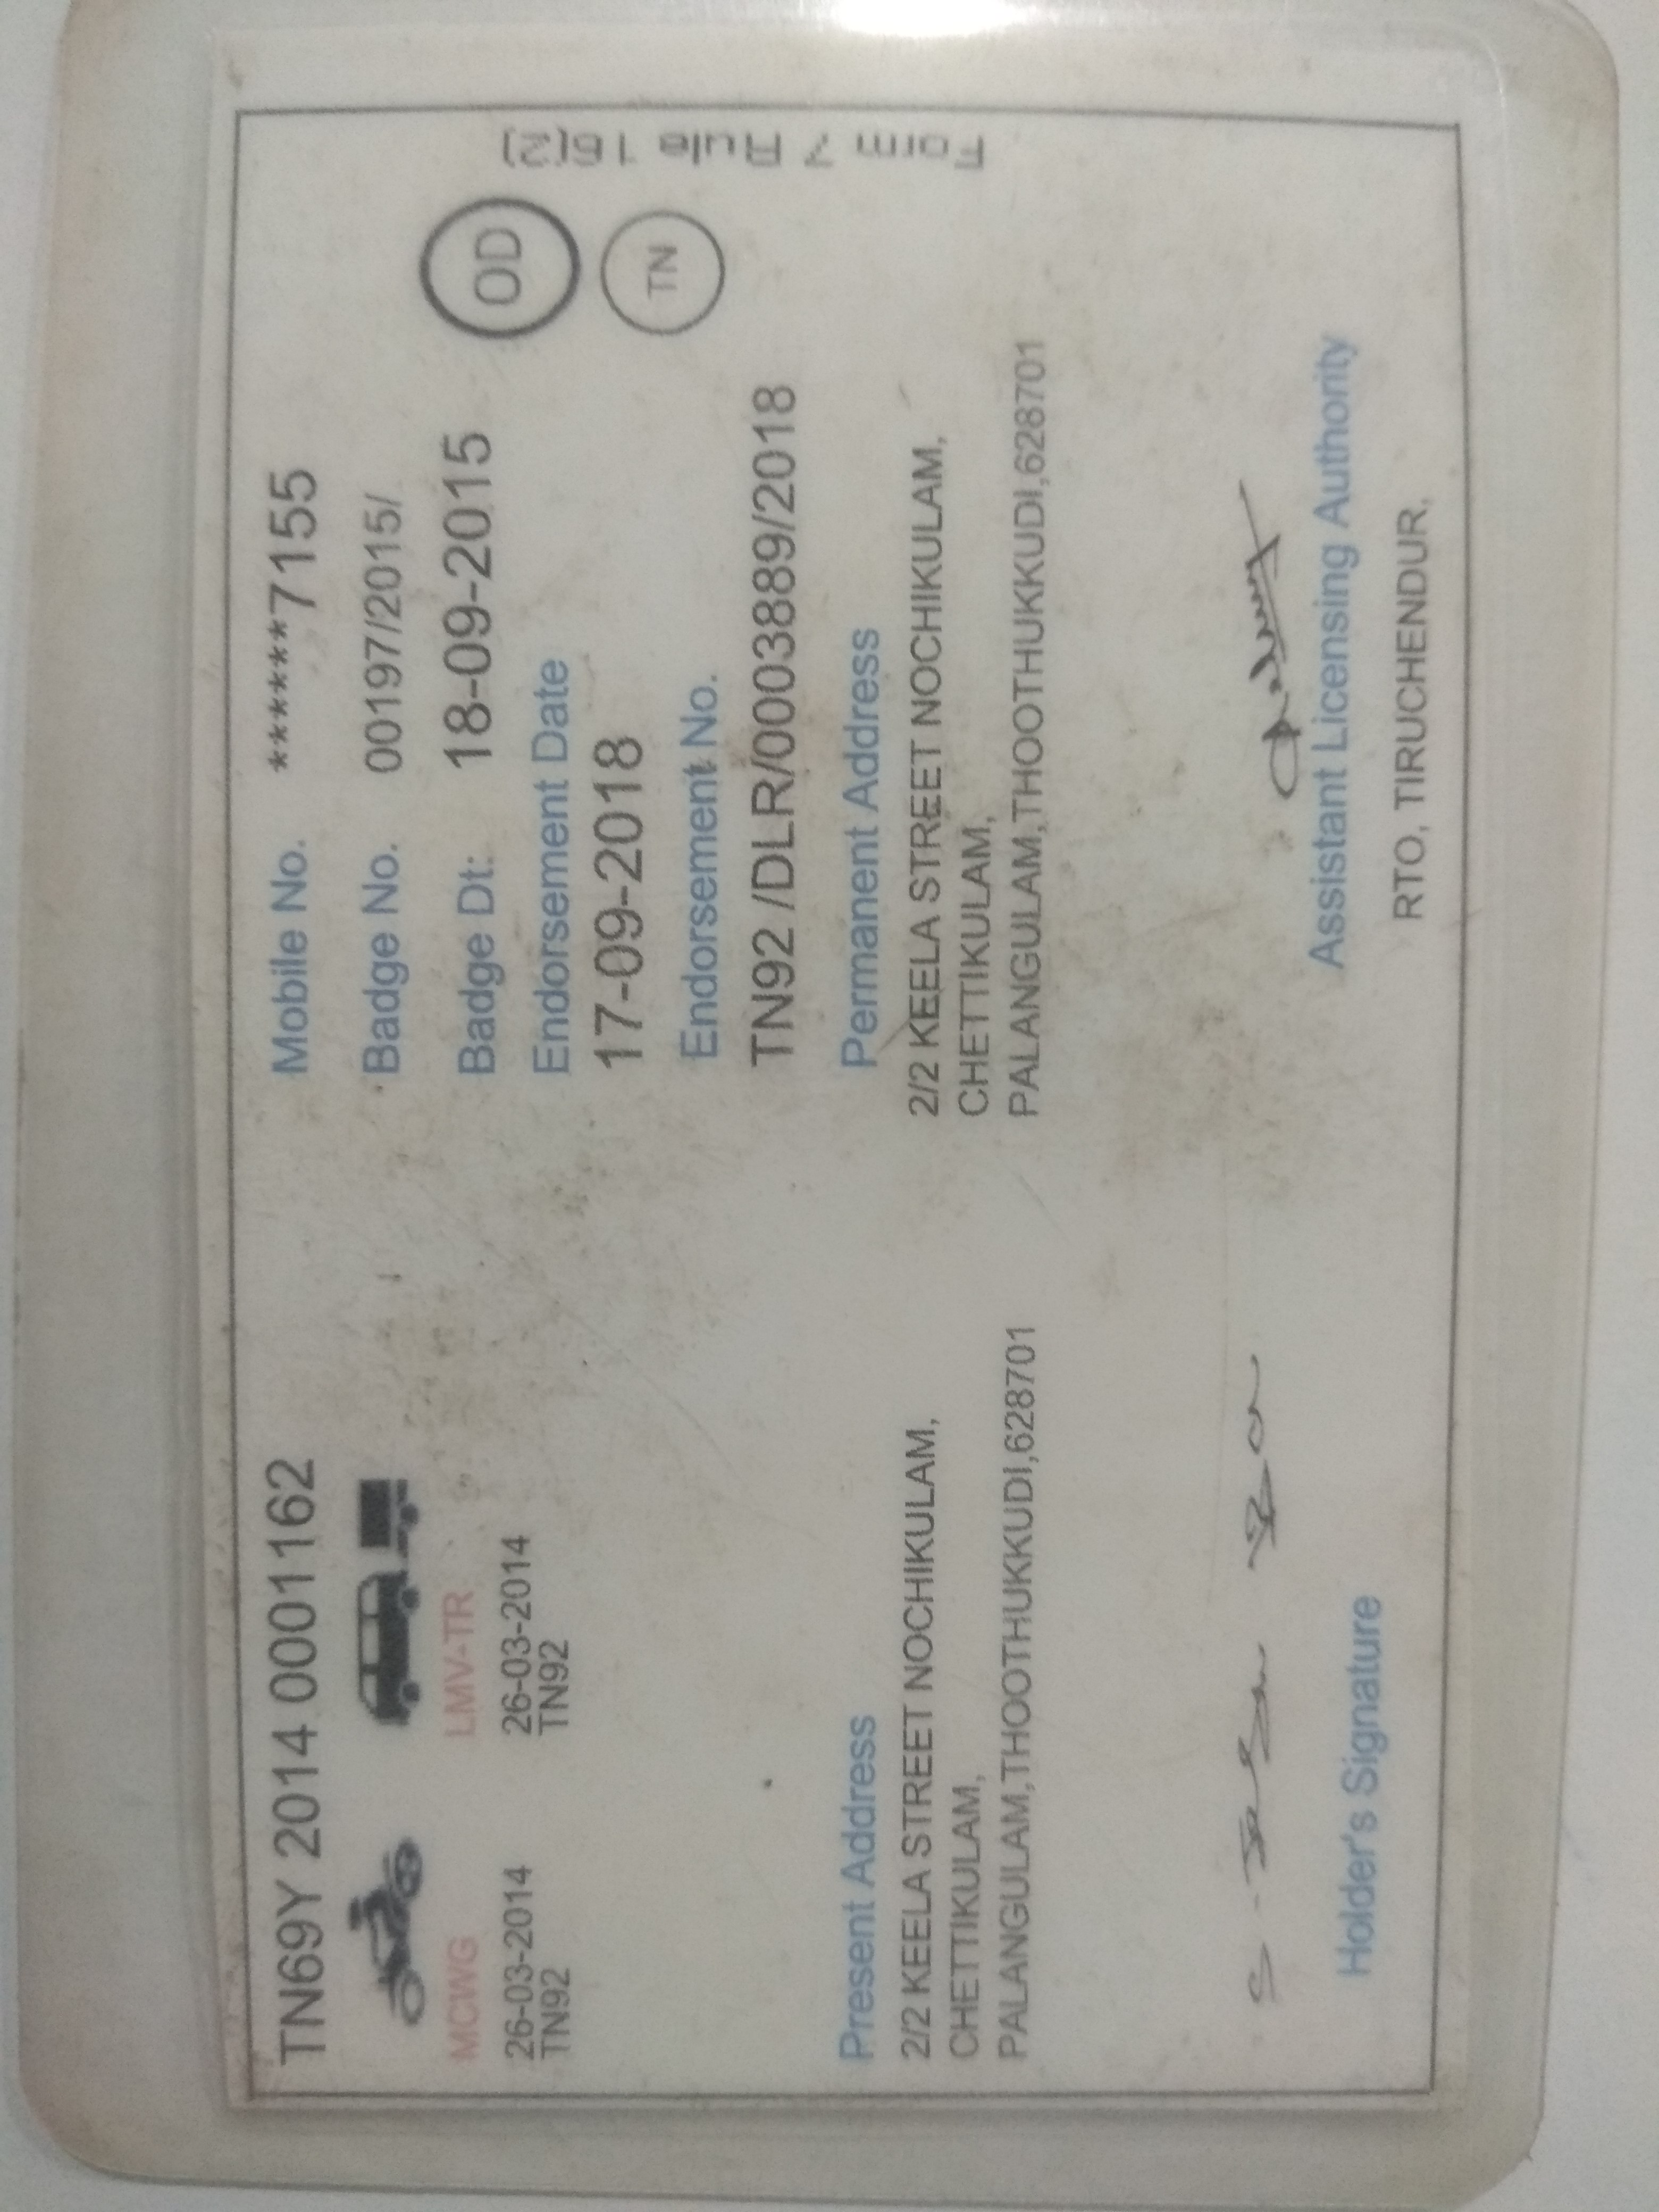 TN69Y 2014 0001162
MCWG
26-03-2014
TN92
LMV-TR
26-03-2014
TN92
Mobile No. ******7155
Badge No. 00197/2015/
Badge Dt: 18-09-2015
Endorsement Date
17-09-2018
Endorsement No.
TN92 /DLR/0003889/2018
OD
TN
Form 7 Rule 16(2)
Present Address
2/2 KEELA STREET NOCHIKULAM,
CHETTIKULAM,
PALANGULAM,THOOTHUKKUDI,628701
Permanent Address
2/2 KEELA STREET NOCHIKULAM,
CHETTIKULAM,
PALANGULAM,THOOTHUKKUDI,628701
Holder's Signature
Assistant Licensing Authority
RTO, TIRUCHENDUR.